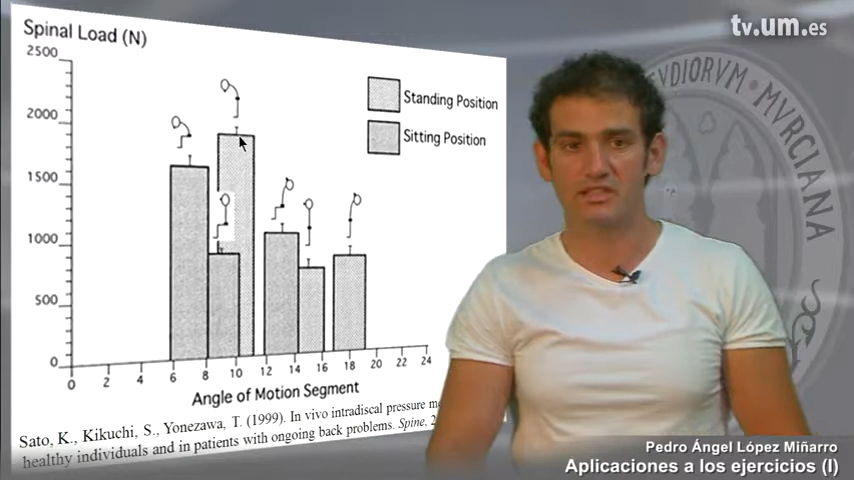 Spinal Load (N)
2500
2000
1500
1000
500
0
0 2 4 6 8 10 12 14 16 18 20 22 24
Angle of Motion Segment
Standing Position
Sitting Position
Sato, K., Kikuchi, S., Yonezawa, T. (1999). In vivo intradiscal pressure
healthy individuals and in patients with ongoing back problems. Spine,
tv.um.es
MVRCIANA
Pedro Ángel López Miñarro
Aplicaciones a los ejercicios (I)